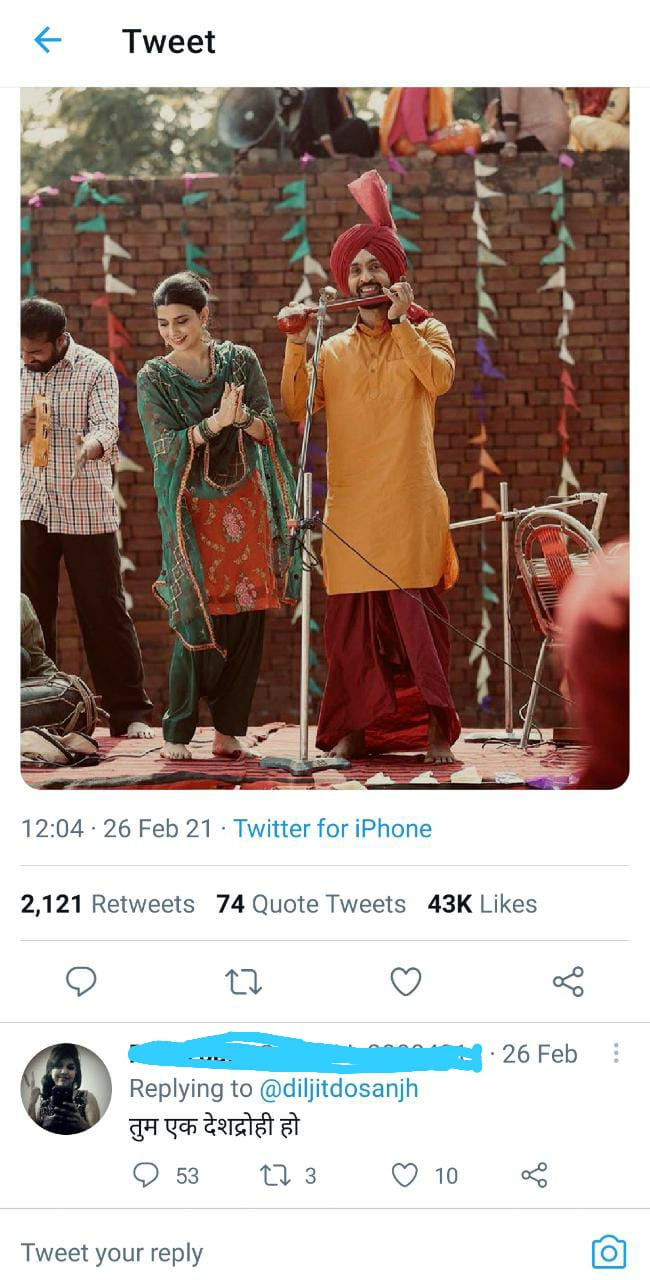 Tweet
12:04 · 26 Feb 21 · Twitter for iPhone
2,121 Retweets 74 Quote Tweets 43K Likes
· 26 Feb
Replying to @diljitdosanjh
तुम एक देशद्रोही हो
53 3 10
Tweet your reply